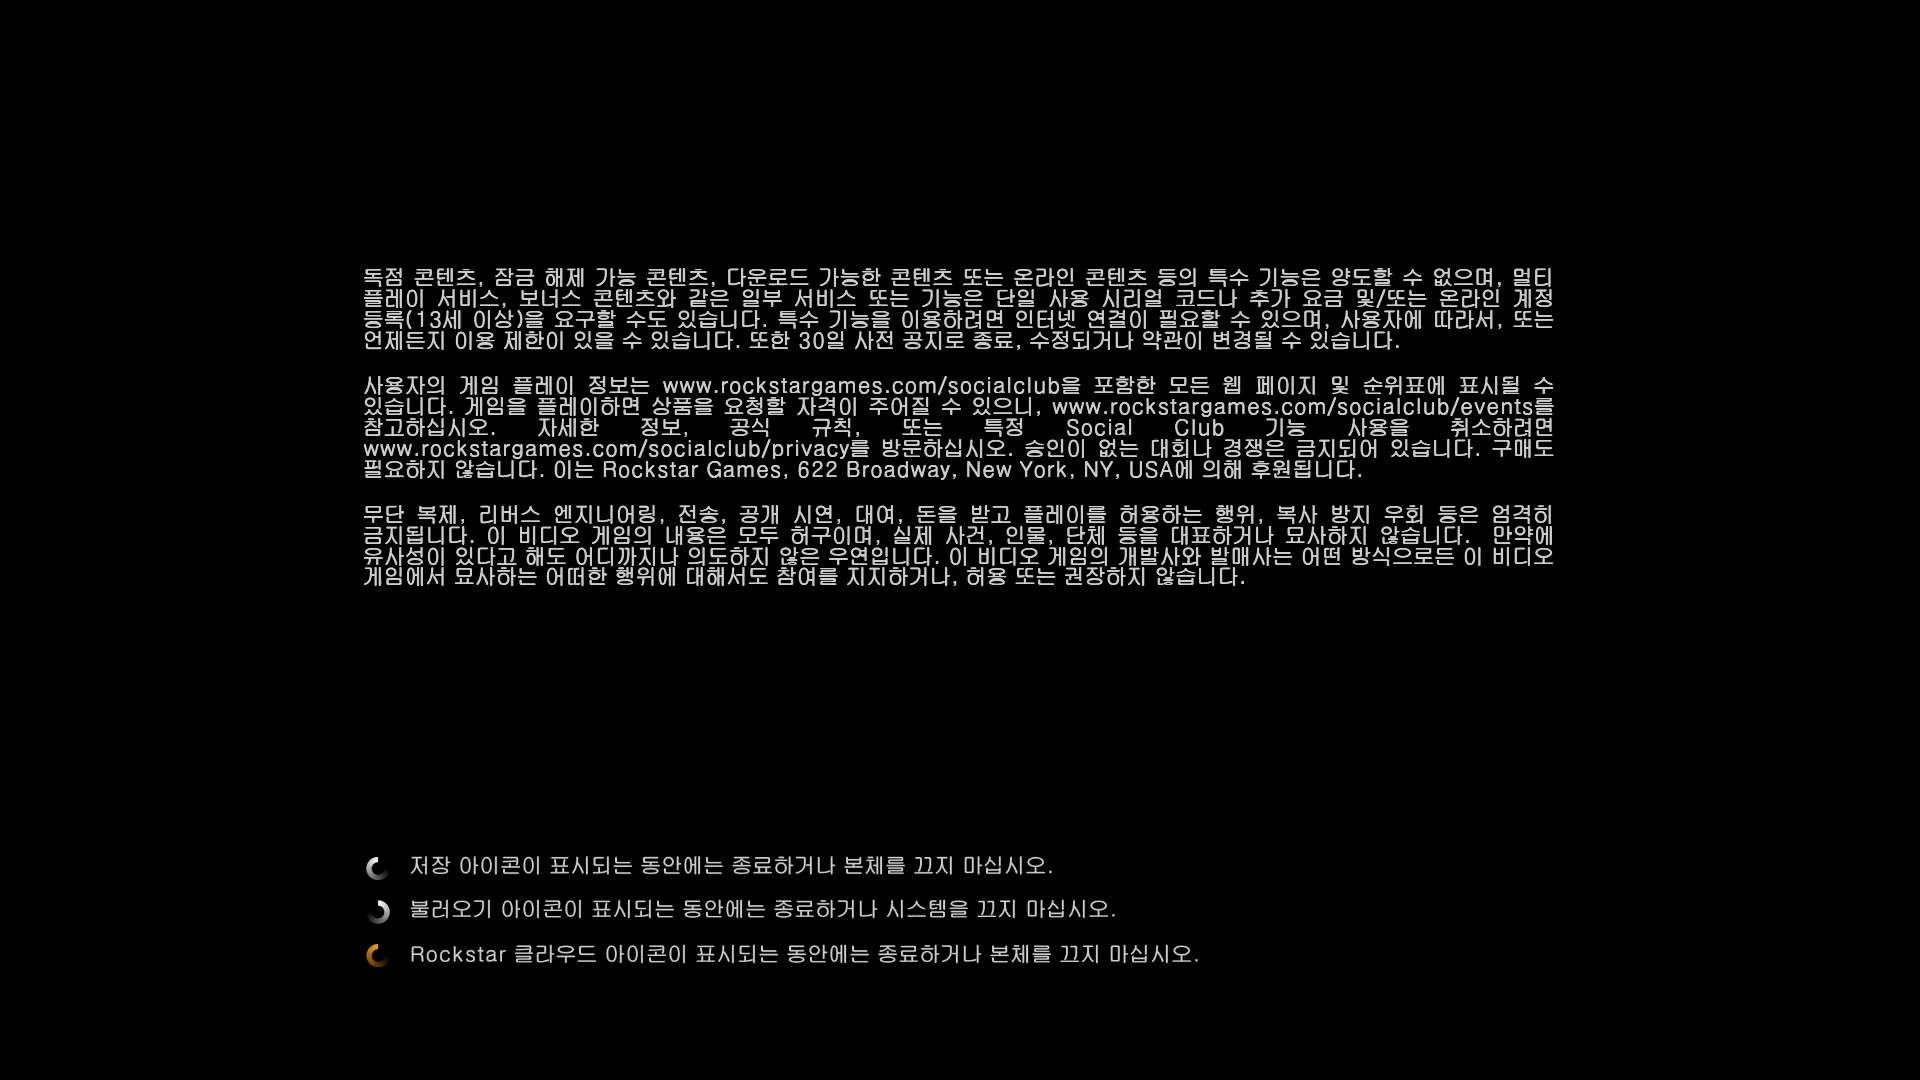 독점 콘텐츠, 잠금 해제 가능 콘텐츠, 다운로드 가능한 콘텐츠 또는 온라인 콘텐츠 등의 특수 기능은 양도할 수 없으며, 멀티
플레이 서비스, 보너스 콘텐츠와 같은 일부 서비스 또는 기능은 단일 사용 시리얼 코드나 추가 요금 및/또는 온라인 계정
등록(13세 이상)을 요구할 수도 있습니다. 특수 기능을 이용하려면 인터넷 연결이 필요할 수 있으며, 사용자에 따라서, 또는
언제든지 이용 제한이 있을 수 있습니다. 또한 30일 사전 공지로 종료, 수정되거나 약관이 변경될 수 있습니다.
사용자의 게임 플레이 정보는 www.rockstargames.com/socialclub을 포함한 모든 웹 페이지 및 순위표에 표시될 수
있습니다. 게임을 플레이하면 상품을 요청할 자격이 주어질 수 있으니, www.rockstargames.com/socialclub/events를
참고하십시오. 자세한 정보, 공식 규칙, 또는 특정 Social Club 기능 사용을 취소하려면
www.rockstargames.com/socialclub/privacy를 방문하십시오. 승인이 없는 대회나 경쟁은 금지되어 있습니다. 구매도
필요하지 않습니다. 이는 Rockstar Games, 622 Broadway, New York, NY, USA에 의해 후원됩니다.
무단 복제, 리버스 엔지니어링, 전송, 공개 시연, 대여, 돈을 받고 플레이를 허용하는 행위, 복사 방지 우회 등은 엄격히
금지됩니다. 이 비디오 게임의 내용은 모두 허구이며, 실제 사건, 인물, 단체 등을 대표하거나 묘사하지 않습니다. 만약에
유사성이 있다고 해도 어디까지나 의도하지 않은 우연입니다. 이 비디오 게임의 개발사와 발매사는 어떤 방식으로든 이 비디오
게임에서 묘사하는 어떠한 행위에 대해서도 참여를 지지하거나, 허용 또는 권장하지 않습니다.
저장 아이콘이 표시되는 동안에는 종료하거나 본체를 끄지 마십시오.
불러오기 아이콘이 표시되는 동안에는 종료하거나 시스템을 끄지 마십시오.
Rockstar 클라우드 아이콘이 표시되는 동안에는 종료하거나 본체를 끄지 마십시오.